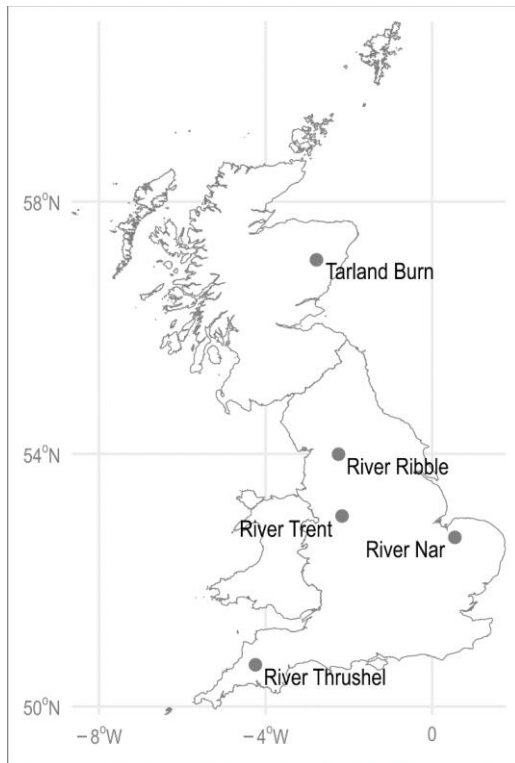 58°N
Tarland Burn
54°N
River Ribble
River Trent
River Nar
River Thrushel
50°N
−8°W
−4°W
0